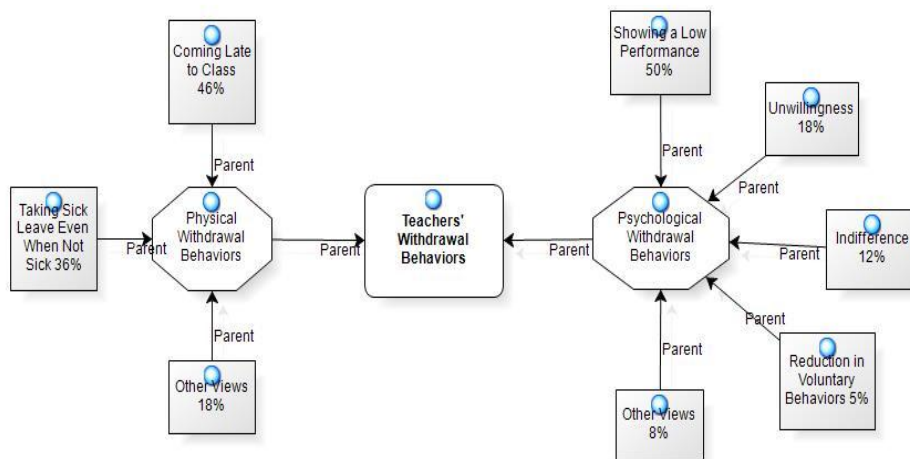 Coming Late
to Class
46%
Parent
Taking Sick
Leave Even
When Not
Sick 36%
Parent
Physical
Withdrawal
Behaviors
Parent
Other Views
18%
Parent
Teachers'
Withdrawal
Behaviors
Showing a Low
Performance
50%
Parent
Unwillingness
18%
Parent
Psychological
Withdrawal
Behaviors
Parent
Indifference
12%
Parent
Reduction in
Voluntary
Behaviors 5%
Parent
Other Views
8%
Parent